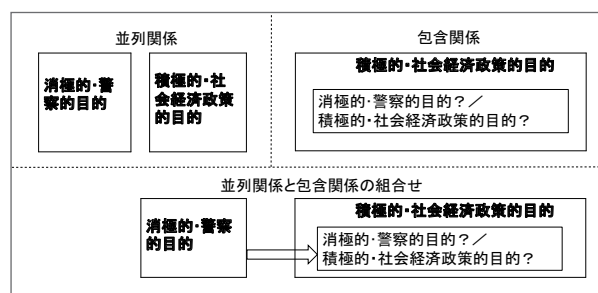 並列関係
消極的・警
察的目的
積極的・社
会経済政策
的目的
包含関係
積極的・社会経済政策的目的
消極的・警察的目的？／
積極的・社会経済政策的目的？
並列関係と包含関係の組合せ
消極的・警察
的目的
積極的・社会経済政策的目的
消極的・警察的目的？／
積極的・社会経済政策的目的？